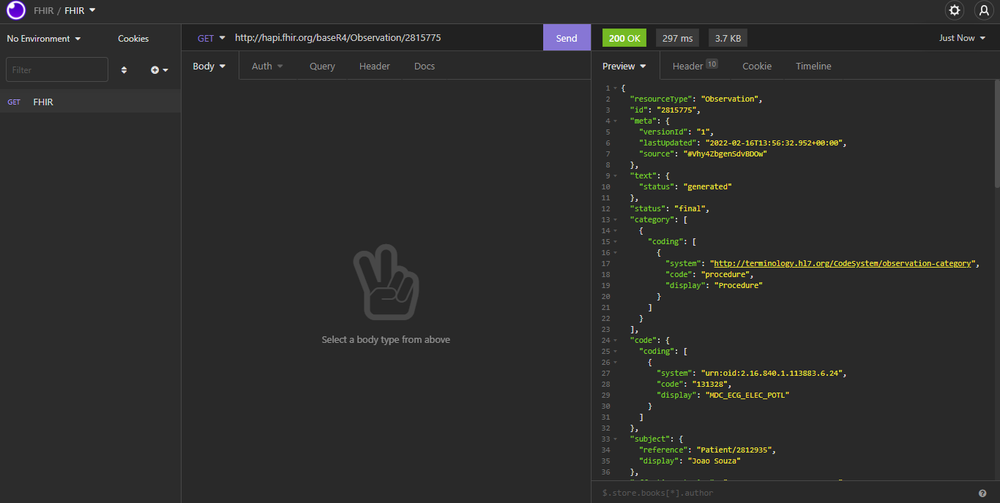 FHIR / FHIR
No Environment
Cookies
Filter
GET FHIR
GET http://hapi.fhir.org/baseR4/Observation/2815775 Send
Body Auth Query Header Docs
Select a body type from above
200 OK 297 ms 3.7 KB Just Now
Preview Header 10 Cookie Timeline
1 {
2 "resourceType": "Observation",
3 "id": "2815775",
4 "meta": {
5 "versionId": "1",
6 "lastUpdated": "2022-02-16T13:56:32.952+00:00",
7 "source": "#Vhy4ZbgenSdvBDOw"
8 },
9 "text": {
10 "status": "generated"
11 },
12 "status": "final",
13 "category": [
14 {
15 "coding": [
16 {
17 "system": "http://terminology.hl7.org/CodeSystem/observation-category",
18 "code": "procedure",
19 "display": "Procedure"
20 }
21 ]
22 }
23 ],
24 "code": {
25 "coding": [
26 {
27 "system": "urn:oid:2.16.840.1.113883.6.24",
28 "code": "131328",
29 "display": "MDC_ECG_ELEC_POTL"
30 }
31 ]
32 },
33 "subject": {
34 "reference": "Patient/2812935",
35 "display": "Joao Souza"
36 },
$.store.books[*].author